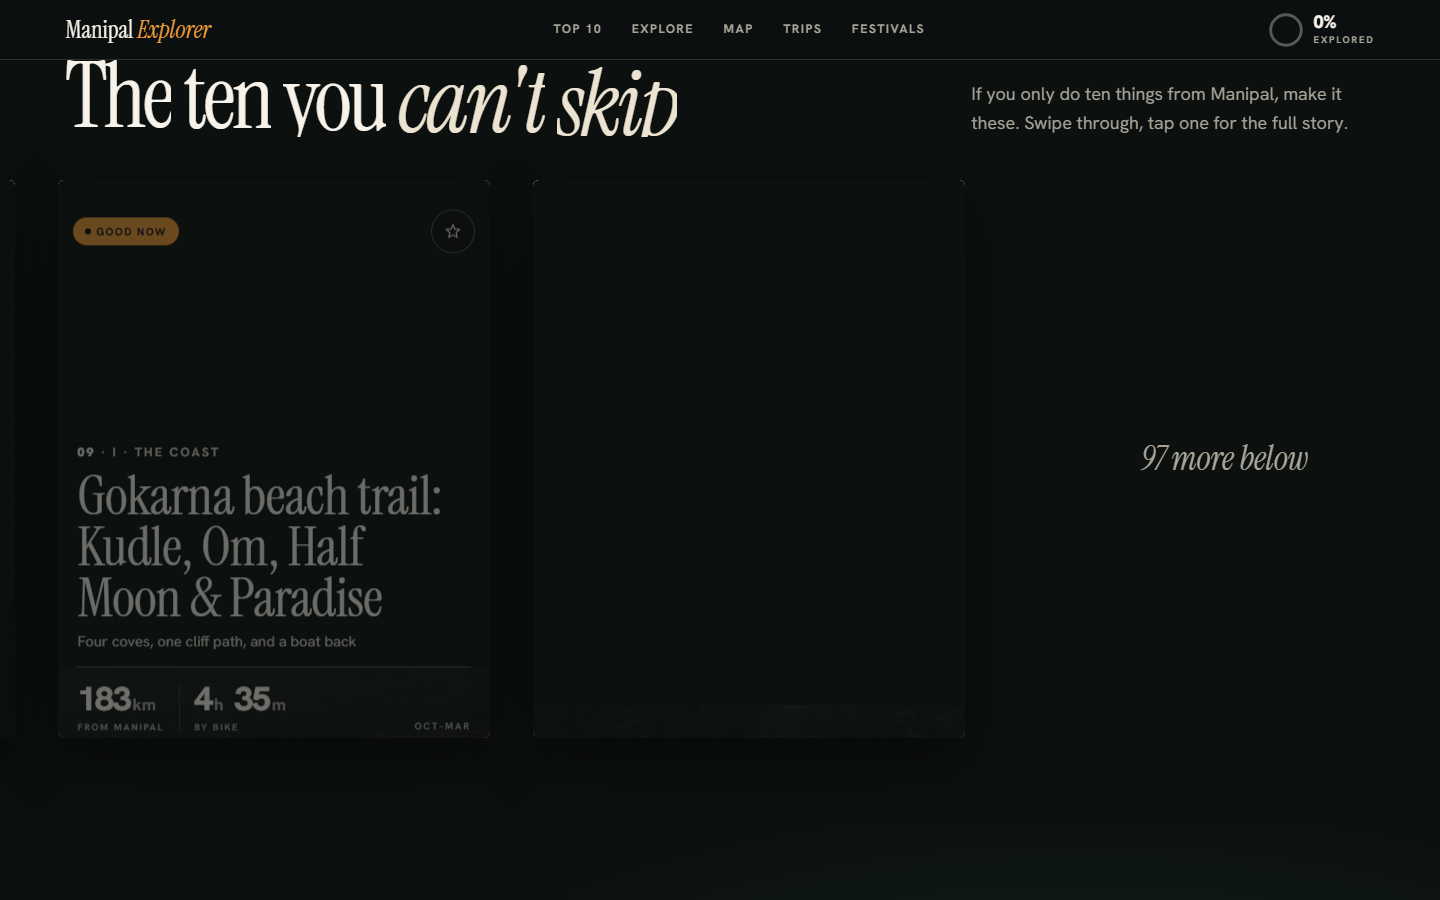 Manipal Explorer
TOP 10
EXPLORE
MAP
TRIPS
FESTIVALS
0%
EXPLORED
The ten you can't skip
If you only do ten things from Manipal, make it
these. Swipe through, tap one for the full story.
GOOD NOW
09 · I · THE COAST
Gokarna beach trail:
Kudle, Om, Half
Moon & Paradise
Four coves, one cliff path, and a boat back
183km
FROM MANIPAL
4h 35m
BY BIKE
OCT–MAR
97 more below